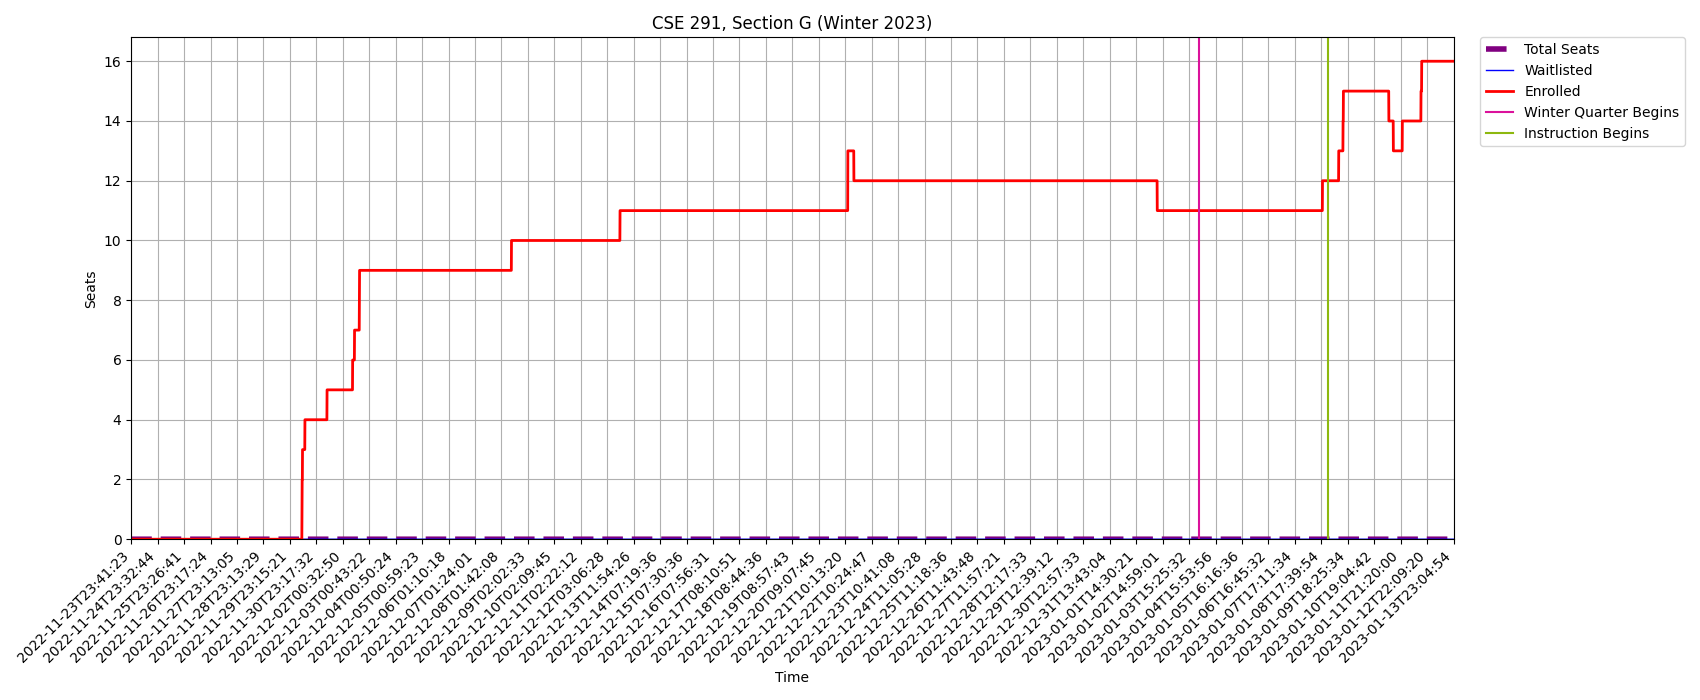 CSE 291, Section G (Winter 2023)
Total Seats
Waitlisted
Enrolled
Winter Quarter Begins
Instruction Begins
16
14
12
10
8
6
4
2
0
Seats
2022-11-23T23:41:23
2022-11-24T23:32:44
2022-11-25T23:26:41
2022-11-26T23:17:24
2022-11-27T23:13:05
2022-11-28T23:13:29
2022-11-29T23:15:21
2022-11-30T23:17:32
2022-12-02T00:32:50
2022-12-03T00:43:22
2022-12-04T00:50:24
2022-12-05T00:59:23
2022-12-06T01:10:18
2022-12-07T01:24:01
2022-12-08T01:42:08
2022-12-09T02:02:33
2022-12-10T02:09:45
2022-12-11T02:22:12
2022-12-12T03:06:28
2022-12-13T11:54:26
2022-12-14T07:19:36
2022-12-15T07:30:36
2022-12-16T07:56:31
2022-12-17T08:10:51
2022-12-18T08:44:36
2022-12-19T08:57:43
2022-12-20T09:07:45
2022-12-21T10:13:20
2022-12-22T10:24:47
2022-12-23T10:41:08
2022-12-24T11:05:28
2022-12-25T11:18:36
2022-12-26T11:43:48
2022-12-27T11:57:21
2022-12-28T12:17:33
2022-12-29T12:39:12
2022-12-30T12:57:33
2022-12-31T13:43:04
2023-01-01T14:30:21
2023-01-02T14:59:01
2023-01-03T15:25:32
2023-01-04T15:53:56
2023-01-05T16:16:36
2023-01-06T16:45:32
2023-01-07T17:11:34
2023-01-08T17:39:54
2023-01-09T18:25:34
2023-01-10T19:04:42
2023-01-11T21:20:00
2023-01-12T22:09:20
2023-01-13T23:04:54
Time